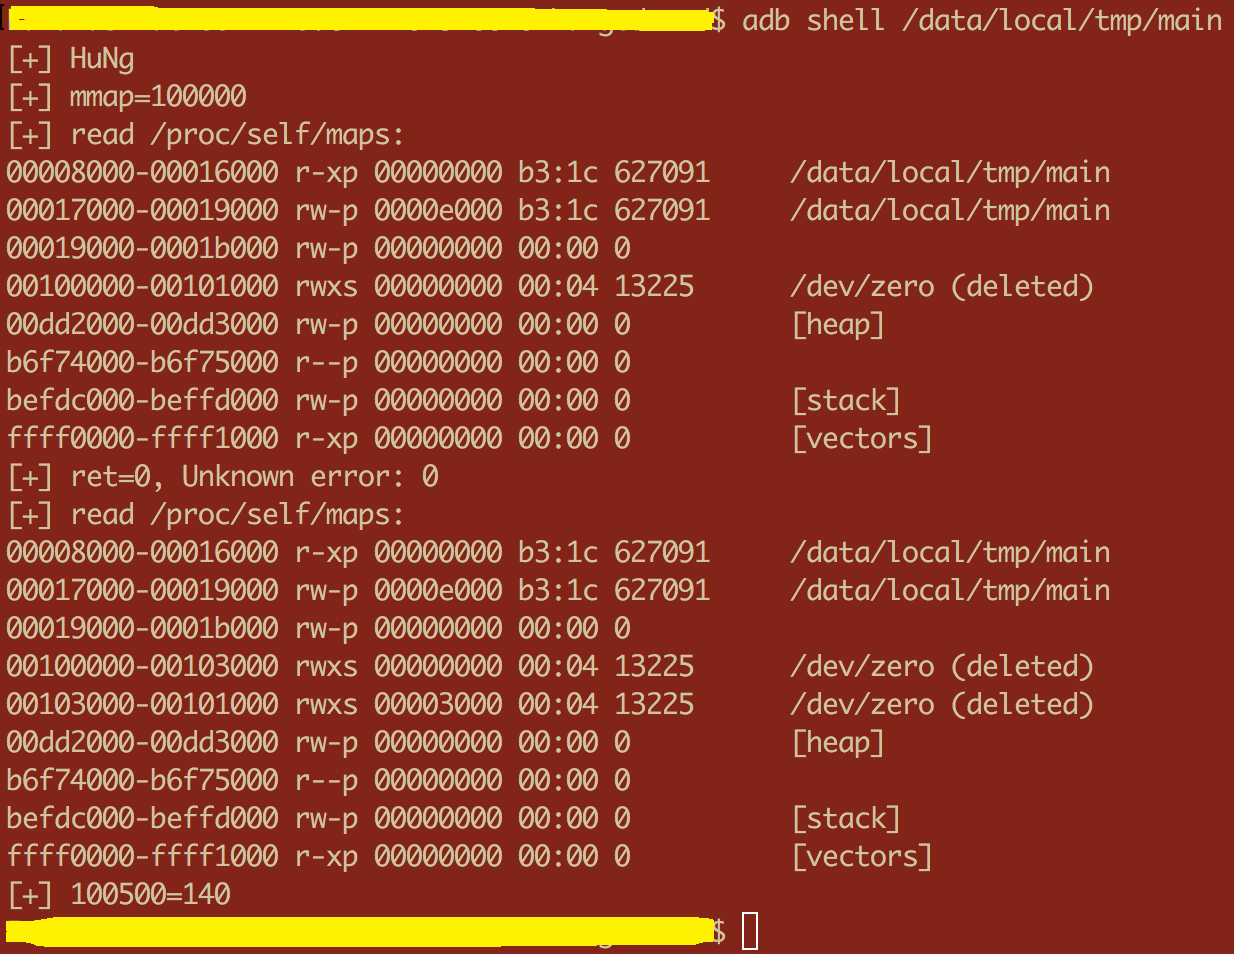 $ adb shell /data/local/tmp/main
[+] HuNg
[+] mmap=100000
[+] read /proc/self/maps:
00008000-00016000 r-xp 00000000 b3:1c 627091     /data/local/tmp/main
00017000-00019000 rw-p 0000e000 b3:1c 627091     /data/local/tmp/main
00019000-0001b000 rw-p 00000000 00:00 0
00100000-00101000 rwxs 00000000 00:04 13225      /dev/zero (deleted)
00dd2000-00dd3000 rw-p 00000000 00:00 0          [heap]
b6f74000-b6f75000 r--p 00000000 00:00 0
befdc000-beffd000 rw-p 00000000 00:00 0          [stack]
ffff0000-ffff1000 r-xp 00000000 00:00 0          [vectors]
[+] ret=0, Unknown error: 0
[+] read /proc/self/maps:
00008000-00016000 r-xp 00000000 b3:1c 627091     /data/local/tmp/main
00017000-00019000 rw-p 0000e000 b3:1c 627091     /data/local/tmp/main
00019000-0001b000 rw-p 00000000 00:00 0
00100000-00103000 rwxs 00000000 00:04 13225      /dev/zero (deleted)
00103000-00101000 rwxs 00003000 00:04 13225      /dev/zero (deleted)
00dd2000-00dd3000 rw-p 00000000 00:00 0          [heap]
b6f74000-b6f75000 r--p 00000000 00:00 0
befdc000-beffd000 rw-p 00000000 00:00 0          [stack]
ffff0000-ffff1000 r-xp 00000000 00:00 0          [vectors]
[+] 100500=140
$